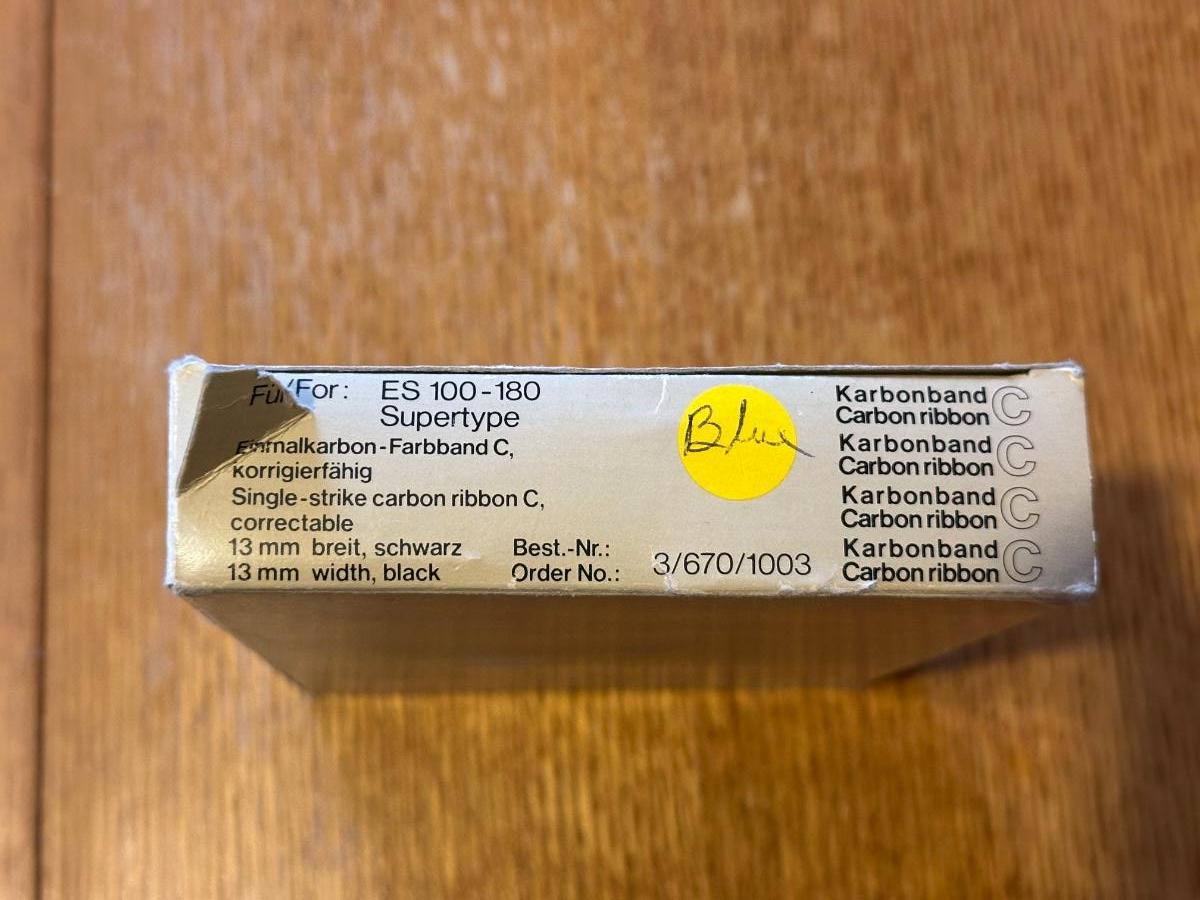 Für/For: ES 100-180
Supertype
Einmalkarbon-Farbband C,
korrigierfähig
Single-strike carbon ribbon C,
correctable
13 mm breit, schwarz
13 mm width, black
Best.-Nr.:
Order No.: 3/670/1003
Blue
Karbonband
Carbon ribbon C
Karbonband
Carbon ribbon C
Karbonband
Carbon ribbon C
Karbonband
Carbon ribbon C